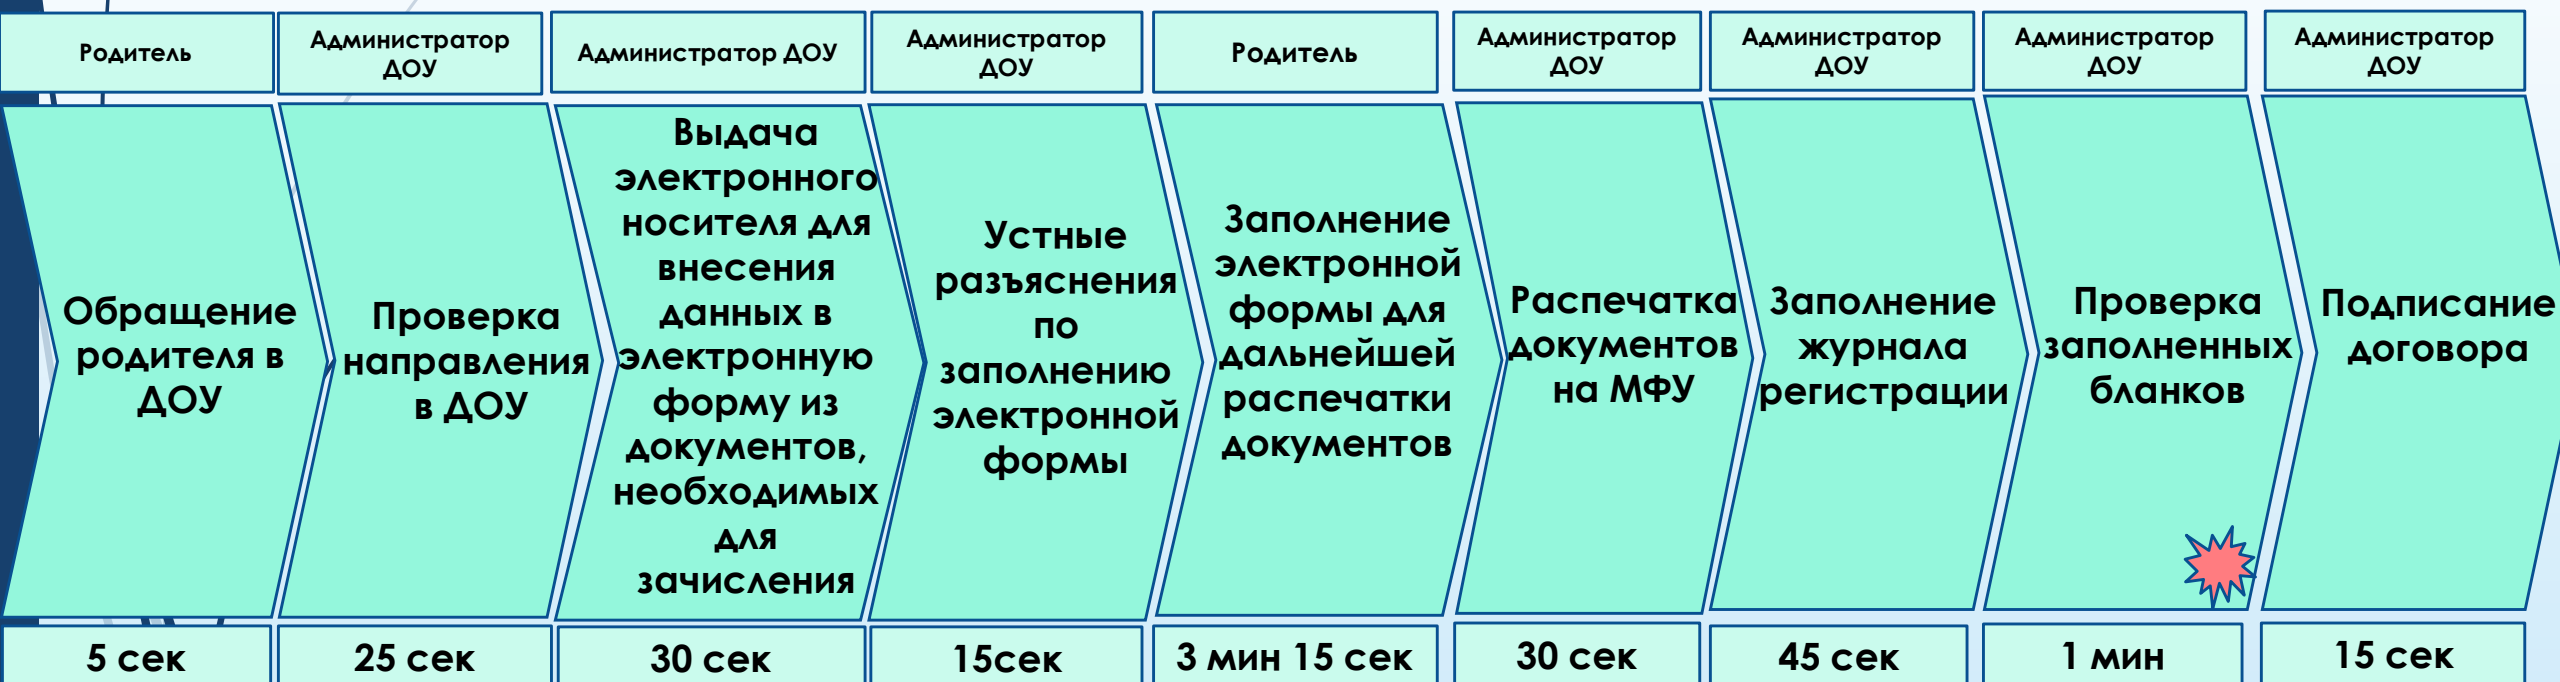 Родитель
Администратор
ДОУ
Администратор ДОУ
Администратор
ДОУ
Родитель
Администратор
ДОУ
Администратор
ДОУ
Администратор
ДОУ
Администратор
ДОУ
Обращение
родителя в
ДОУ
Проверка
направления
в ДОУ
Выдача
электронного
носителя для
внесения
данных в
электронную
форму из
документов,
необходимых
для
зачисления
Устные
разъяснения
по
заполнению
электронной
формы
Заполнение
электронной
формы для
дальнейшей
распечатки
документов
Распечатка
документов
на МФУ
Заполнение
журнала
регистрации
Проверка
заполненных
бланков
Подписание
договора
5 сек
25 сек
30 сек
15сек
3 мин 15 сек
30 сек
45 сек
1 мин
15 сек